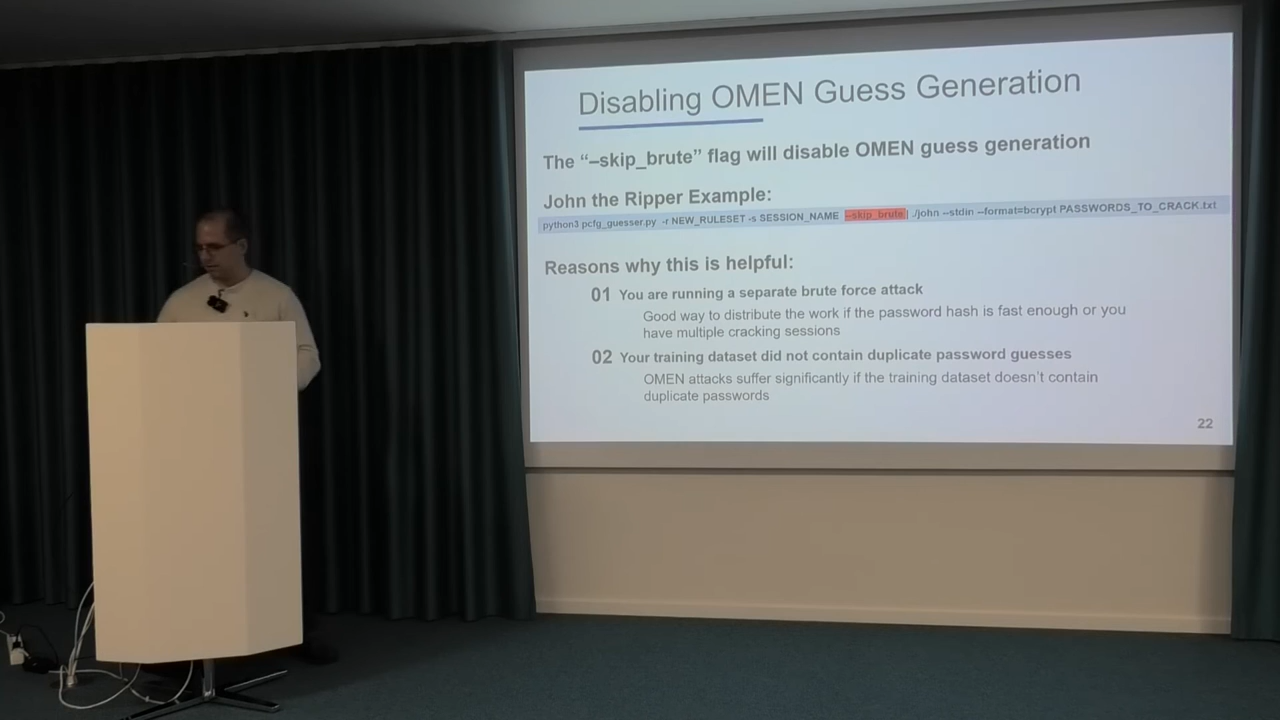 Disabling OMEN Guess Generation
The “–skip_brute” flag will disable OMEN guess generation
John the Ripper Example:
python3 pcfg_guesser.py -r NEW_RULESET -s SESSION_NAME --skip_brute | ./john --stdin --format=bcrypt PASSWORDS_TO_CRACK.txt
Reasons why this is helpful:
01 You are running a separate brute force attack
Good way to distribute the work if the password hash is fast enough or you
have multiple cracking sessions
02 Your training dataset did not contain duplicate password guesses
OMEN attacks suffer significantly if the training dataset doesn't contain
duplicate passwords
22